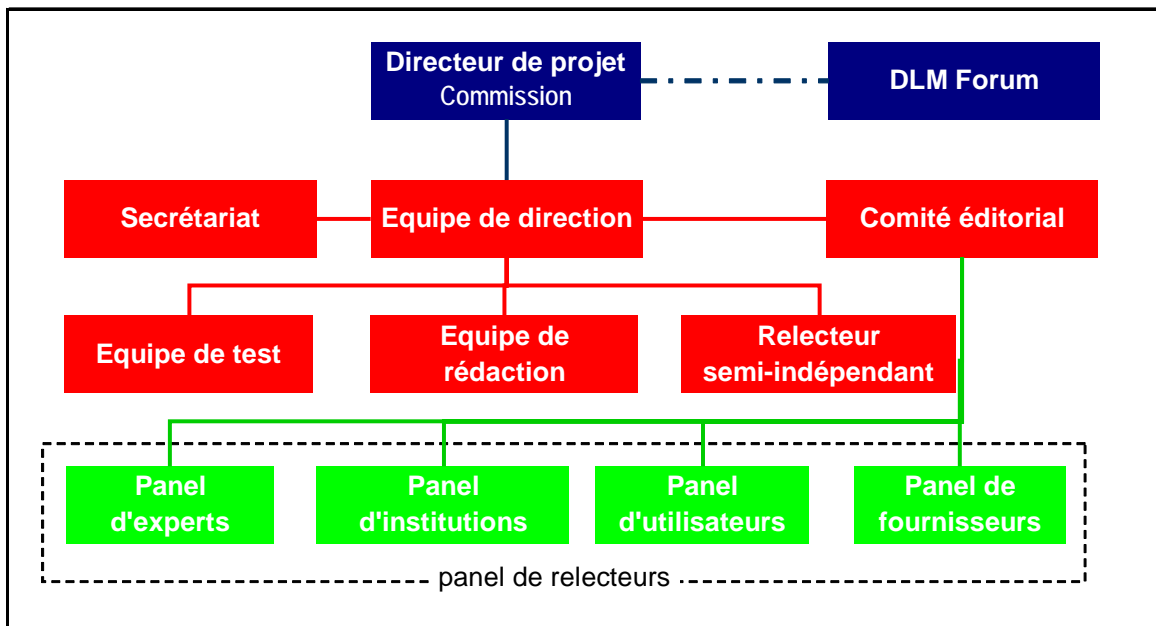 Directeur de projet
Commission
DLM Forum
Secrétariat
Equipe de direction
Comité éditorial
Equipe de test
Equipe de
rédaction
Relecteur
semi-indépendant
Panel
d'experts
Panel
d'institutions
Panel
d'utilisateurs
Panel de
fournisseurs
panel de relecteurs